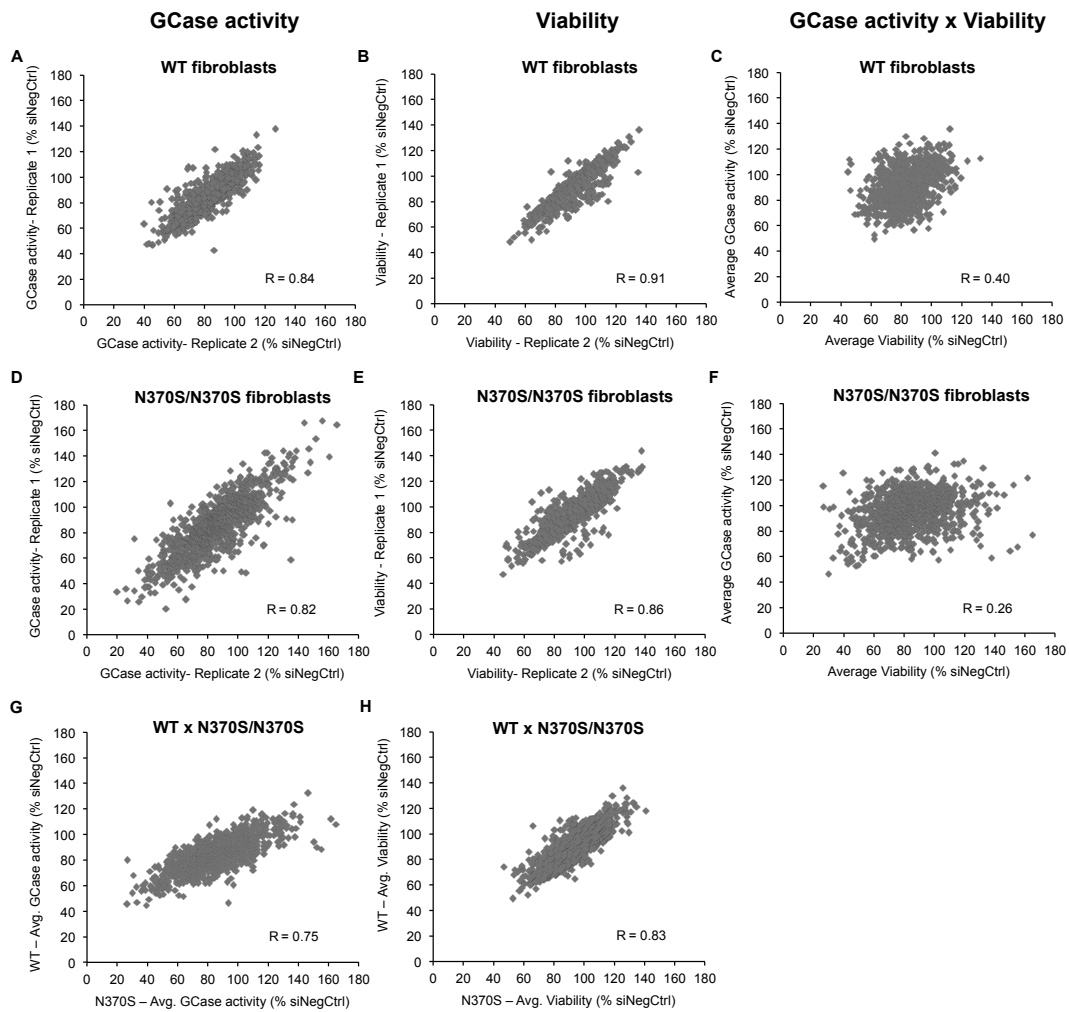 GCase activity
Viability
GCase activity x Viability
A
WT fibroblasts
GCase activity- Replicate 1 (% siNegCtrl)
180
160
140
120
100
80
60
40
20
0
R = 0.84
0 20 40 60 80 100 120 140 160 180
GCase activity- Replicate 2 (% siNegCtrl)
B
WT fibroblasts
Viability - Replicate 1 (% siNegCtrl)
180
160
140
120
100
80
60
40
20
0
R = 0.91
0 20 40 60 80 100 120 140 160 180
Viability - Replicate 2 (% siNegCtrl)
C
WT fibroblasts
Average GCase activity (% siNegCtrl)
180
160
140
120
100
80
60
40
20
0
R = 0.40
0 20 40 60 80 100 120 140 160 180
Average Viability (% siNegCtrl)
D
N370S/N370S fibroblasts
GCase activity- Replicate 1 (% siNegCtrl)
180
160
140
120
100
80
60
40
20
0
R = 0.82
0 20 40 60 80 100 120 140 160 180
GCase activity- Replicate 2 (% siNegCtrl)
E
N370S/N370S fibroblasts
Viability - Replicate 1 (% siNegCtrl)
180
160
140
120
100
80
60
40
20
0
R = 0.86
0 20 40 60 80 100 120 140 160 180
Viability- Replicate 2 (% siNegCtrl)
F
N370S/N370S fibroblasts
Average GCase activity (% siNegCtrl)
180
160
140
120
100
80
60
40
20
0
R = 0.26
0 20 40 60 80 100 120 140 160 180
Average Viability (% siNegCtrl)
G
WT x N370S/N370S
WT – Avg. GCase activity (% siNegCtrl)
180
160
140
120
100
80
60
40
20
0
R = 0.75
0 20 40 60 80 100 120 140 160 180
N370S – Avg. GCase activity (% siNegCtrl)
H
WT x N370S/N370S
WT – Avg. Viability (% siNegCtrl)
180
160
140
120
100
80
60
40
20
0
R = 0.83
0 20 40 60 80 100 120 140 160 180
N370S – Avg. Viability (% siNegCtrl)